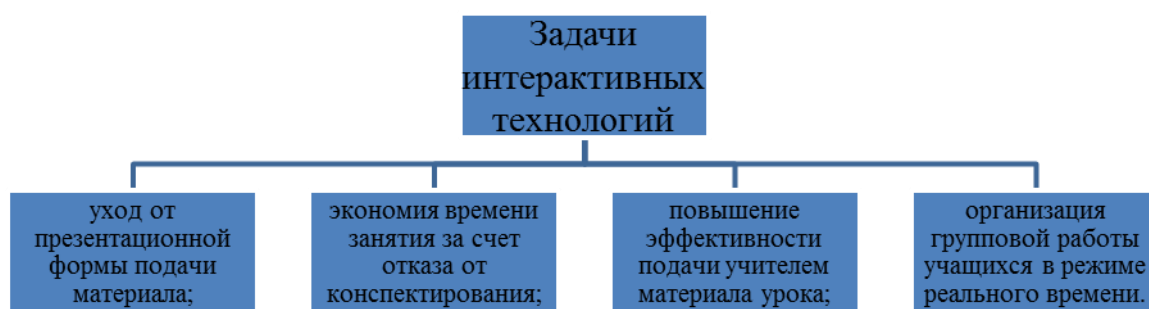 Задачи
интерактивных
технологий
уход от
презентационной
формы подачи
материала;
экономия времени
занятия за счет
отказа от
конспектирования;
повышение
эффективности
подачи учителем
материала урока;
организация
групповой работы
учащихся в режиме
реального времени.